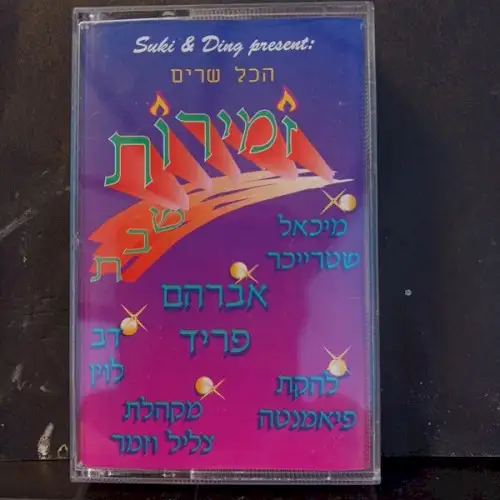 Suki & Ding present:
הכל שרים
זמירות
שבת
מיכאל
שטרייכר
אברהם
פריד
דב
לוין
להקת
פיאמנטה
מקהלת
צליל וזמר